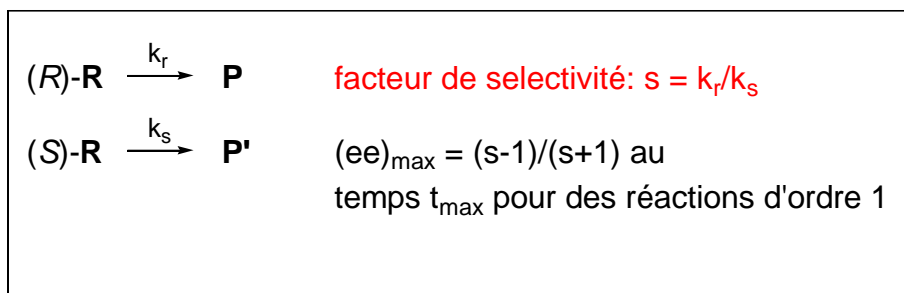 k_r
(R)-R → P facteur de selectivité: s = k_r/k_s
k_s
(S)-R → P' (ee)_max = (s-1)/(s+1) au
temps t_max pour des réactions d'ordre 1